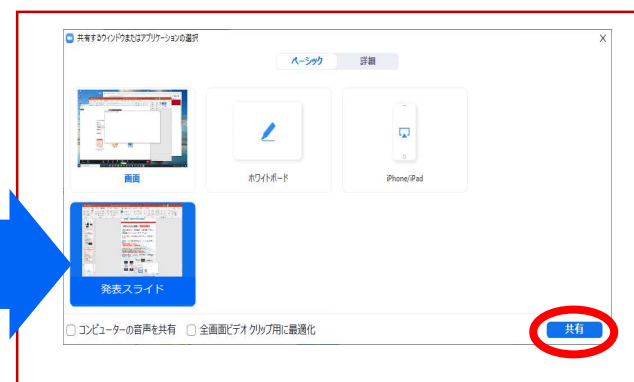 共有するウィンドウまたはアプリケーションの選択
X
ベーシック 詳細
画面 ホワイトボード iPhone/iPad
発表スライド
コンピューターの音声を共有 全画面ビデオ クリップ用に最適化 共有